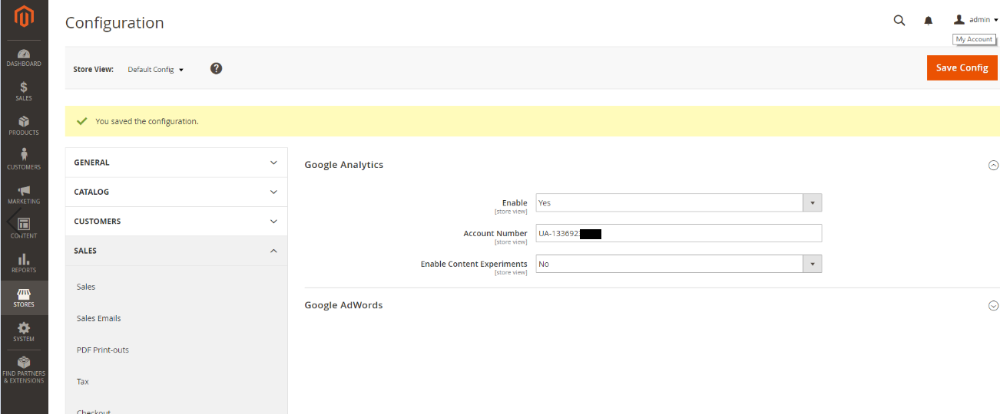 Configuration
admin
My Account
DASHBOARD
SALES
PRODUCTS
CUSTOMERS
MARKETING
CONTENT
REPORTS
STORES
SYSTEM
FIND PARTNERS
& EXTENSIONS
Store View: Default Config ?
Save Config
You saved the configuration.
GENERAL
CATALOG
CUSTOMERS
SALES
Sales
Sales Emails
PDF Print-outs
Tax
Checkout
Google Analytics
Enable Yes
[store view]
Account Number UA-133692
[store view]
Enable Content Experiments No
[store view]
Google AdWords